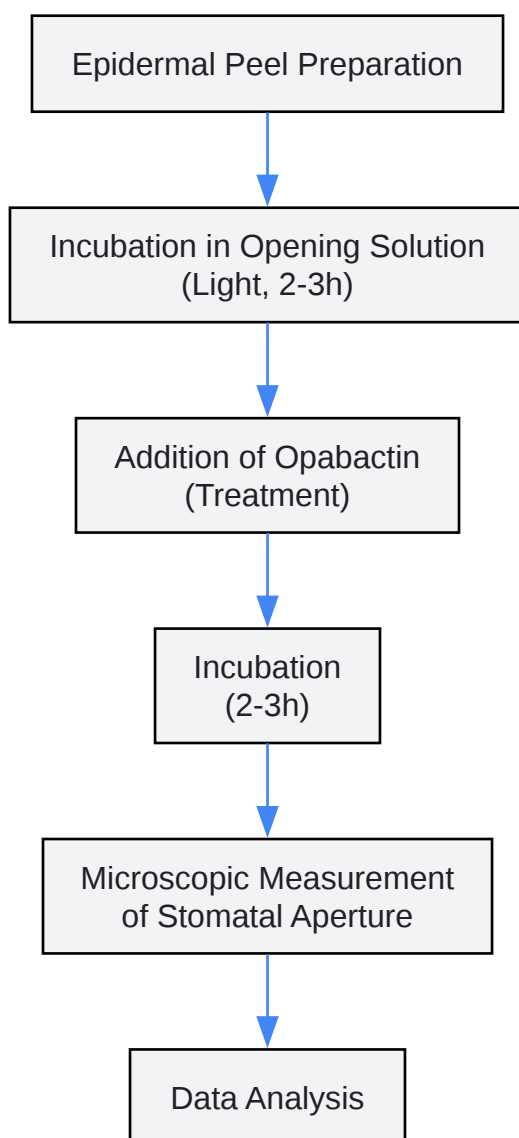 Epidermal Peel Preparation
Incubation in Opening Solution
(Light, 2-3h)
Addition of Opabactin
(Treatment)
Incubation
(2-3h)
Microscopic Measurement
of Stomatal Aperture
Data Analysis